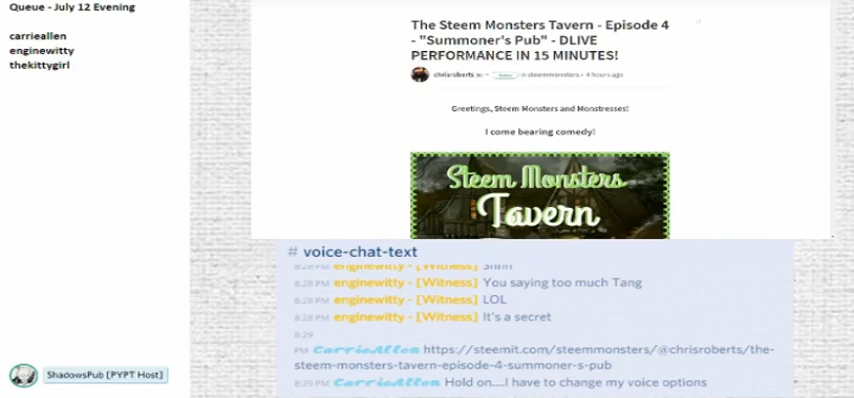 Queue - July 12 Evening
carrieallen
enginewitty
thekittygirl
The Steem Monsters Tavern - Episode 4
- "Summoner's Pub" - DLIVE
PERFORMANCE IN 15 MINUTES!
chrisroberts in steemmonsters • 4 hours ago
Greetings, Steem Monsters and Monstresses!
I come bearing comedy!
Steem Monsters
Tavern
# voice-chat-text
8:28 PM enginewitty - [Witness] Shhh
8:28 PM enginewitty - [Witness] You saying too much Tang
8:28 PM enginewitty - [Witness] LOL
8:28 PM enginewitty - [Witness] It's a secret
8:29
PM CarrieAllen https://steemit.com/steemmonsters/@chrisroberts/the-
steem-monsters-tavern-episode-4-summoner-s-pub
8:29 PM CarrieAllen Hold on....I have to change my voice options
ShadowsPub [PYPT Host]